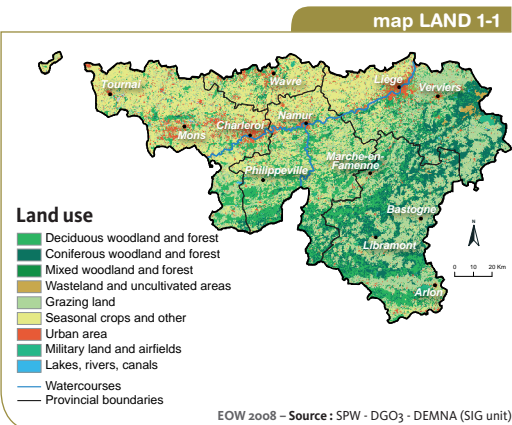 map LAND 1-1
Tournai
Wavre
Liège
Verviers
Mons
Charleroi
Namur
Philippeville
Marche-en-
Famenne
Bastogne
Libramont
Arlon
Land use
Deciduous woodland and forest
Coniferous woodland and forest
Mixed woodland and forest
Wasteland and uncultivated areas
Grazing land
Seasonal crops and other
Urban area
Military land and airfields
Lakes, rivers, canals
Watercourses
Provincial boundaries
N
0 10 20 Km
EOW 2008 – Source : SPW - DGO3 - DEMNA (SIG unit)